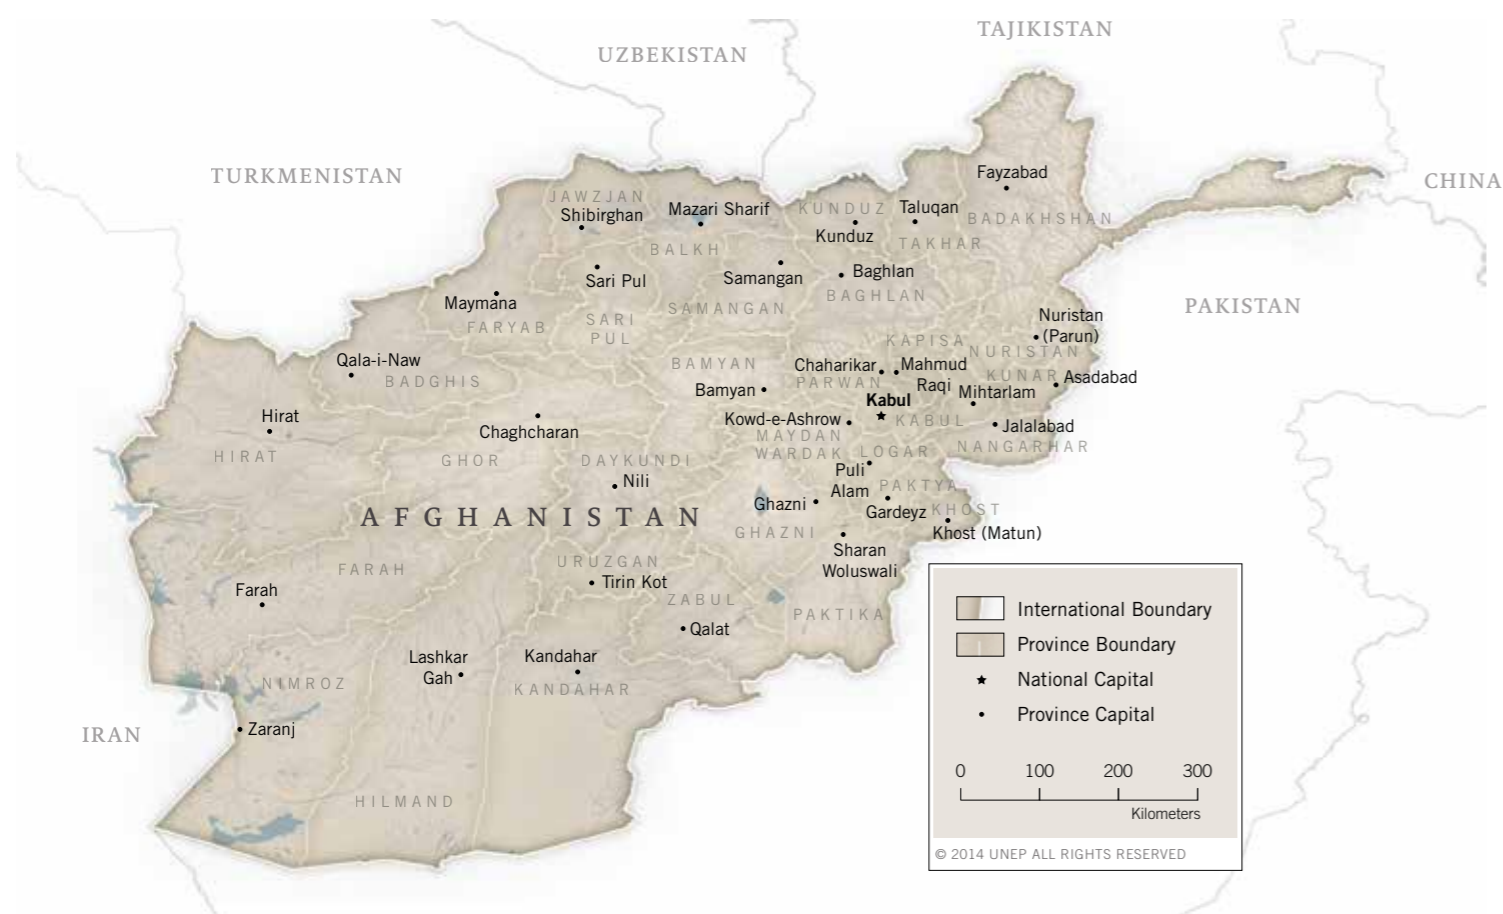 TAJIKISTAN
UZBEKISTAN
TURKMENISTAN
CHINA
PAKISTAN
IRAN
Fayzabad
BADAKHSHAN
JAWZJAN
Shibirghan
Mazari Sharif
BALKH
KUNDUZ
Kunduz
Taluqan
TAKHAR
Sari Pul
Samangan
Baghlan
BAGHLAN
Maymana
FARYAB
SARI
PUL
SAMANGAN
Nuristan
(Parun)
NURISTAN
KAPISA
Qala-i-Naw
BADGHIS
BAMYAN
Bamyan
Chaharikar
PARWAN
Mahmud
Raqi
KUNAR
Asadabad
Mihtarlam
Kabul
KABUL
Hirat
HIRAT
Chaghcharan
GHOR
Kowd-e-Ashrow
MAYDAN
WARDAK
LOGAR
Jalalabad
NANGARHAR
DAYKUNDI
Nili
Puli
Alam
PAKTYA
Gardeyz
KHOST
Khost (Matun)
AFGHANISTAN
Ghazni
GHAZNI
Sharan
Woluswali
FARAH
Farah
URUZGAN
Tirin Kot
ZABUL
Qalat
PAKTIKA
Lashkar
Gah
Kandahar
KANDAHAR
NIMROZ
Zaranj
HILMAND
International Boundary
Province Boundary
National Capital
Province Capital
0 100 200 300
Kilometers
© 2014 UNEP ALL RIGHTS RESERVED